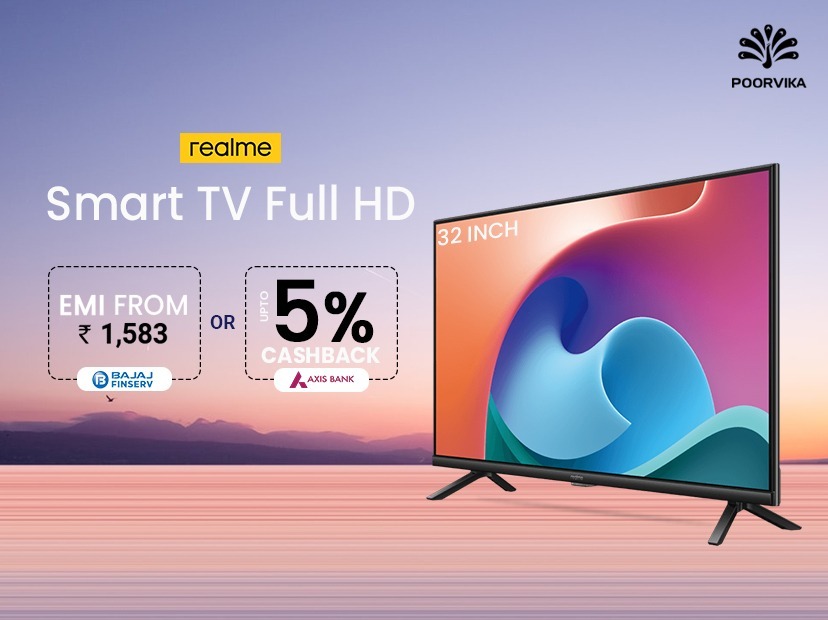 POORVIKA
realme
Smart TV Full HD
32 INCH
EMI FROM
₹ 1,583
BAJAJ
FINSERV
OR
UPTO
5%
CASHBACK
AXIS BANK